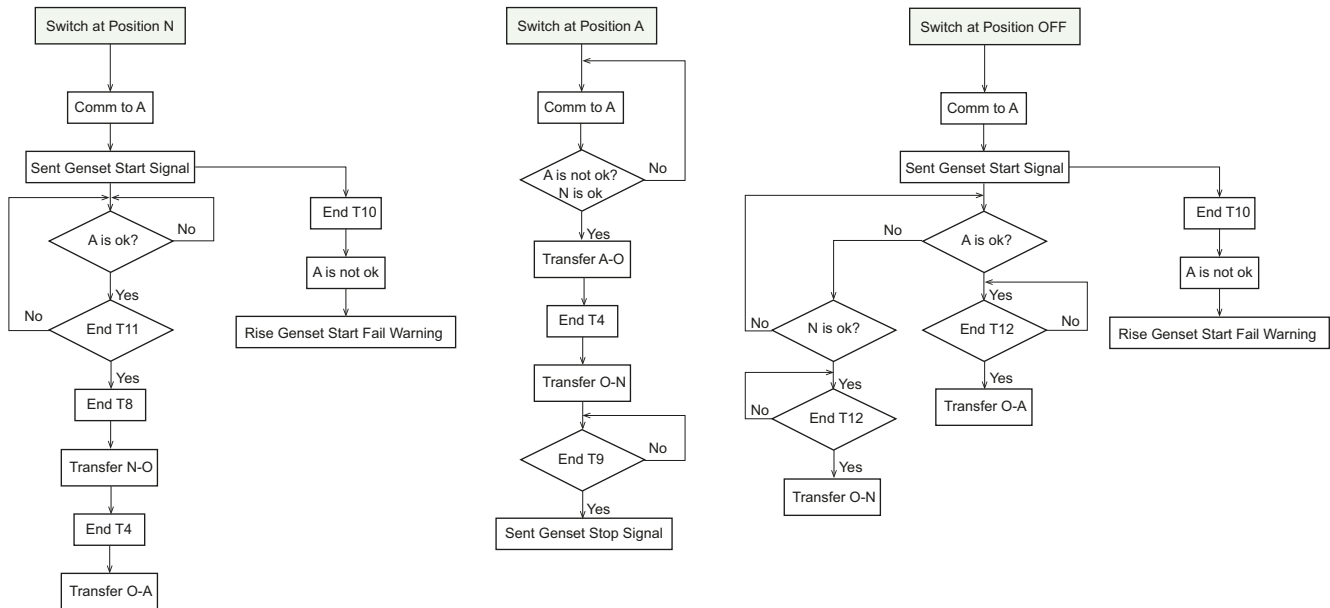 Switch at Position N
Comm to A
Sent Genset Start Signal
A is ok?
No
Yes
End T11
No
Yes
End T8
Transfer N-O
End T4
Transfer O-A
End T10
A is not ok
Rise Genset Start Fail Warning
Switch at Position A
Comm to A
A is not ok?
N is ok
No
Yes
Transfer A-O
End T4
Transfer O-N
End T9
No
Yes
Sent Genset Stop Signal
Switch at Position OFF
Comm to A
Sent Genset Start Signal
A is ok?
No
Yes
N is ok?
No
Yes
End T12
No
Yes
Transfer O-N
End T12
No
Yes
Transfer O-A
End T10
A is not ok
Rise Genset Start Fail Warning